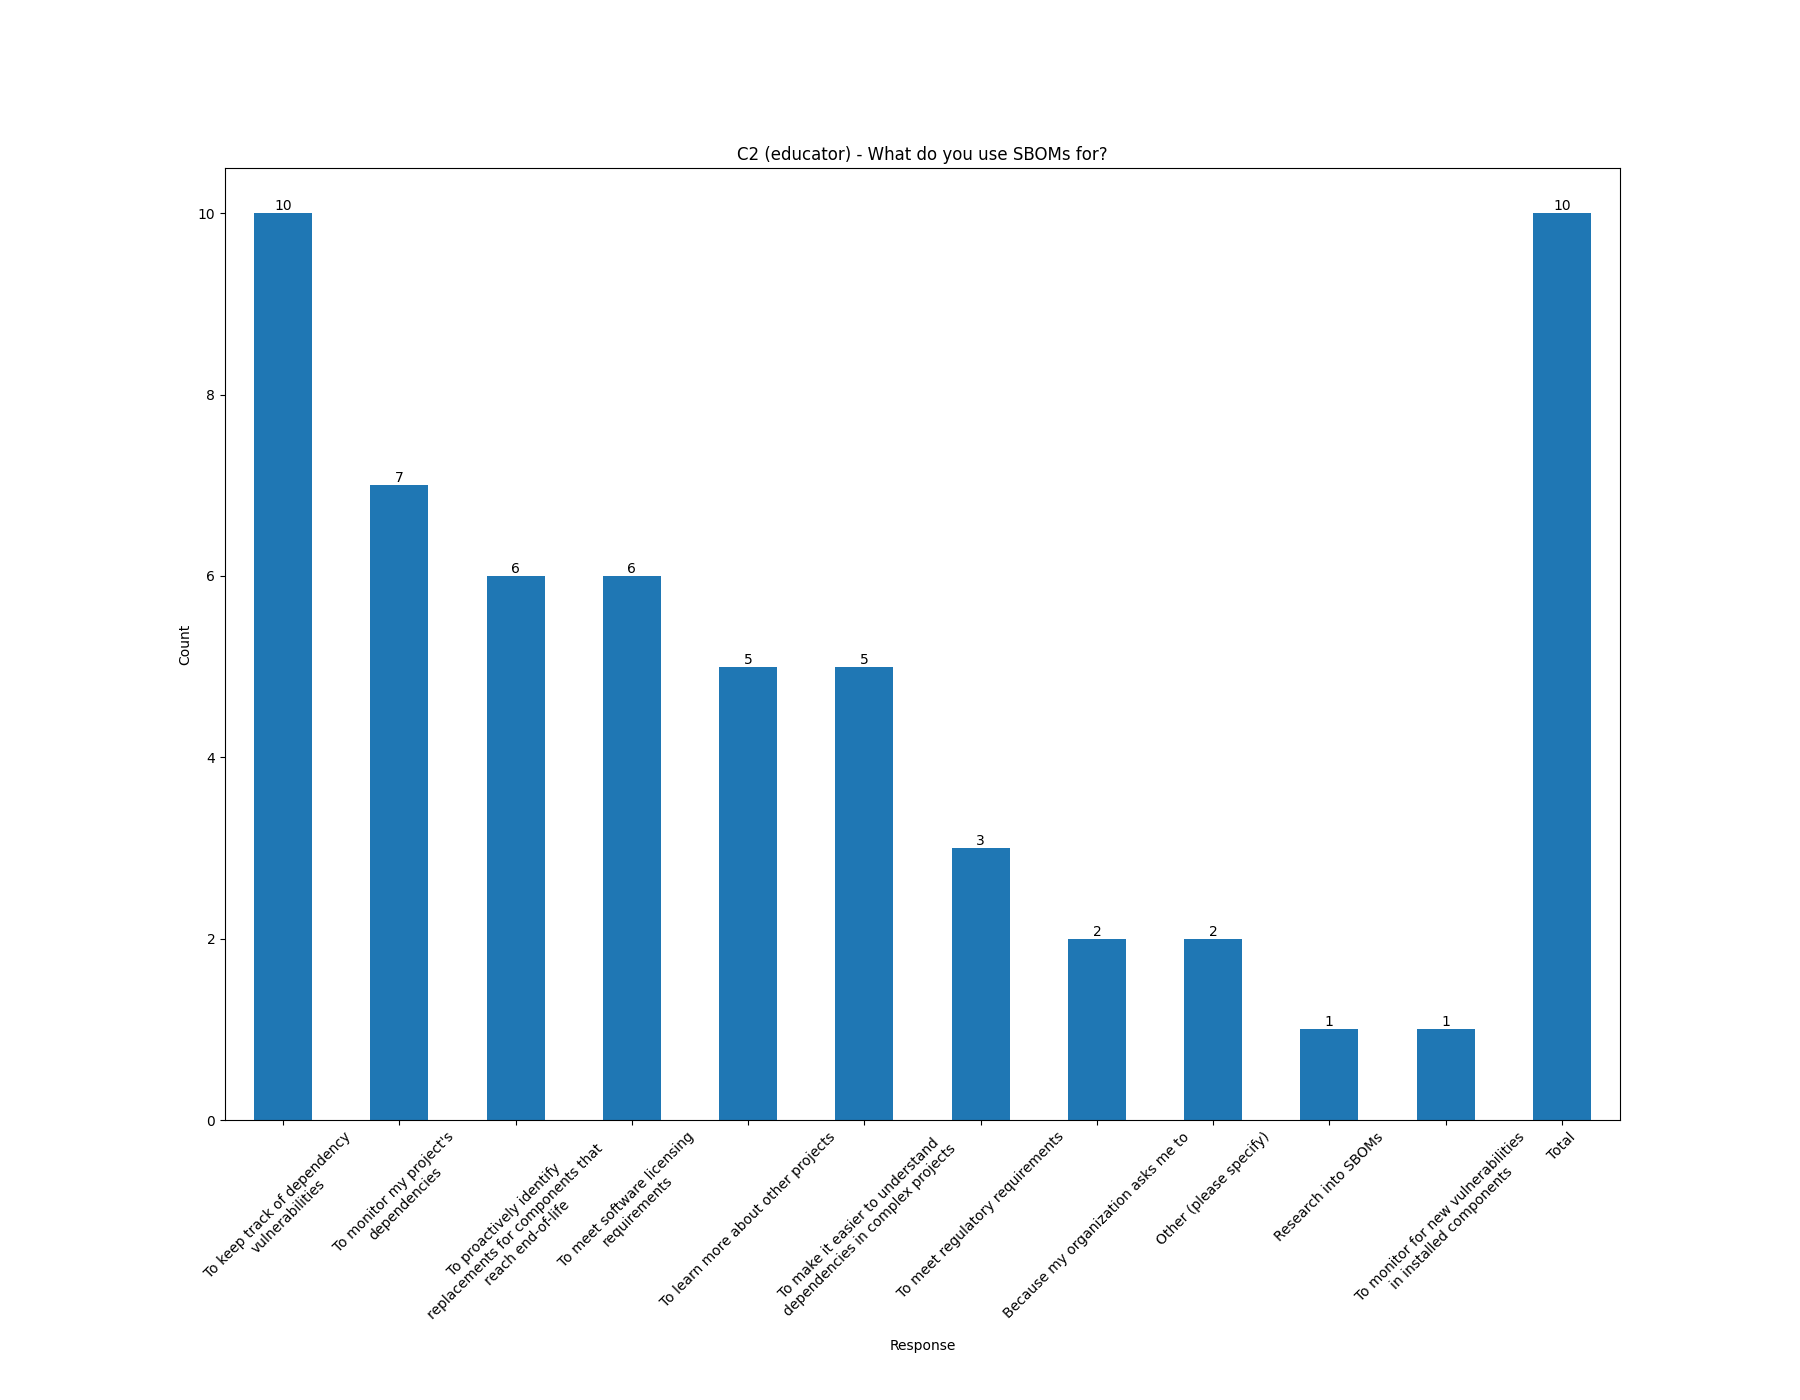 C2 (educator) - What do you use SBOMs for?
10
7
6
6
5
5
3
2
2
1
1
10
10
8
6
4
2
0
Count
To keep track of dependency
vulnerabilities
To monitor my project's
dependencies
To proactively identify
replacements for components that
reach end-of-life
To meet software licensing
requirements
To learn more about other projects
To make it easier to understand
dependencies in complex projects
To meet regulatory requirements
Because my organization asks me to
Other (please specify)
Research into SBOMs
To monitor for new vulnerabilities
in installed components
Total
Response